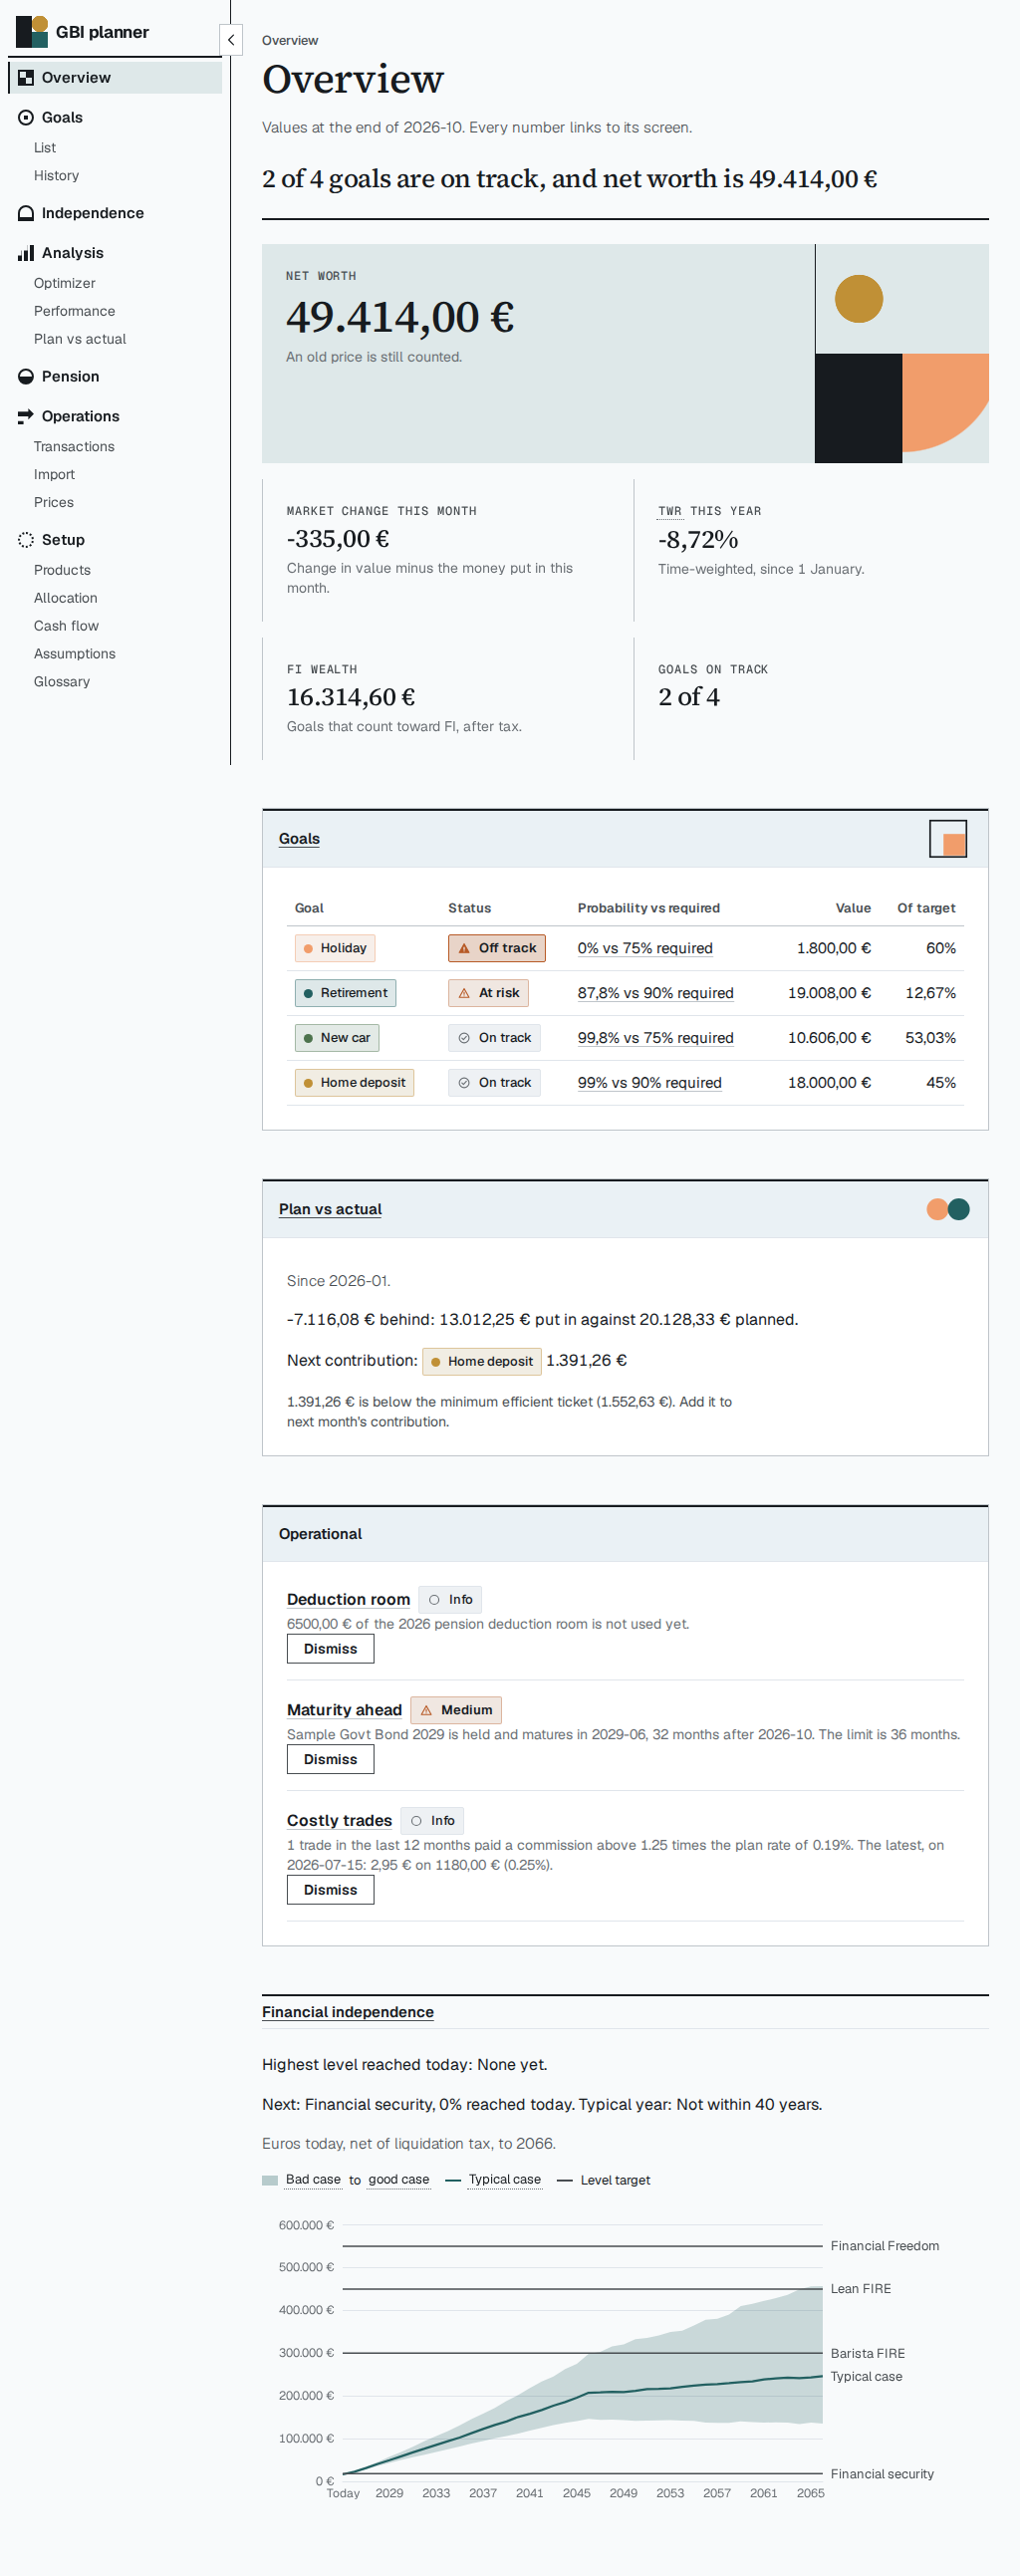 GBI planner
Overview
Goals
List
History
Independence
Analysis
Optimizer
Performance
Plan vs actual
Pension
Operations
Transactions
Import
Prices
Setup
Products
Allocation
Cash flow
Assumptions
Glossary
Overview
Overview
Values at the end of 2026-10. Every number links to its screen.
2 of 4 goals are on track, and net worth is 49.414,00 €
NET WORTH
49.414,00 €
An old price is still counted.
MARKET CHANGE THIS MONTH
-335,00 €
Change in value minus the money put in this
month.
TWR THIS YEAR
-8,72%
Time-weighted, since 1 January.
FI WEALTH
16.314,60 €
Goals that count toward FI, after tax.
GOALS ON TRACK
2 of 4
Goals
Goal Status Probability vs required Value Of target
Holiday Off track 0% vs 75% required 1.800,00 € 60%
Retirement At risk 87,8% vs 90% required 19.008,00 € 12,67%
New car On track 99,8% vs 75% required 10.606,00 € 53,03%
Home deposit On track 99% vs 90% required 18.000,00 € 45%
Plan vs actual
Since 2026-01.
-7.116,08 € behind: 13.012,25 € put in against 20.128,33 € planned.
Next contribution: Home deposit 1.391,26 €
1.391,26 € is below the minimum efficient ticket (1.552,63 €). Add it to
next month's contribution.
Operational
Deduction room Info
6500,00 € of the 2026 pension deduction room is not used yet.
Dismiss
Maturity ahead Medium
Sample Govt Bond 2029 is held and matures in 2029-06, 32 months after 2026-10. The limit is 36 months.
Dismiss
Costly trades Info
1 trade in the last 12 months paid a commission above 1.25 times the plan rate of 0.19%. The latest, on
2026-07-15: 2,95 € on 1180,00 € (0.25%).
Dismiss
Financial independence
Highest level reached today: None yet.
Next: Financial security, 0% reached today. Typical year: Not within 40 years.
Euros today, net of liquidation tax, to 2066.
Bad case to good case Typical case Level target
600.000 €
Financial Freedom
500.000 €
Lean FIRE
400.000 €
300.000 € Barista FIRE
Typical case
200.000 €
100.000 €
Financial security
0 €
Today 2029 2033 2037 2041 2045 2049 2053 2057 2061 2065